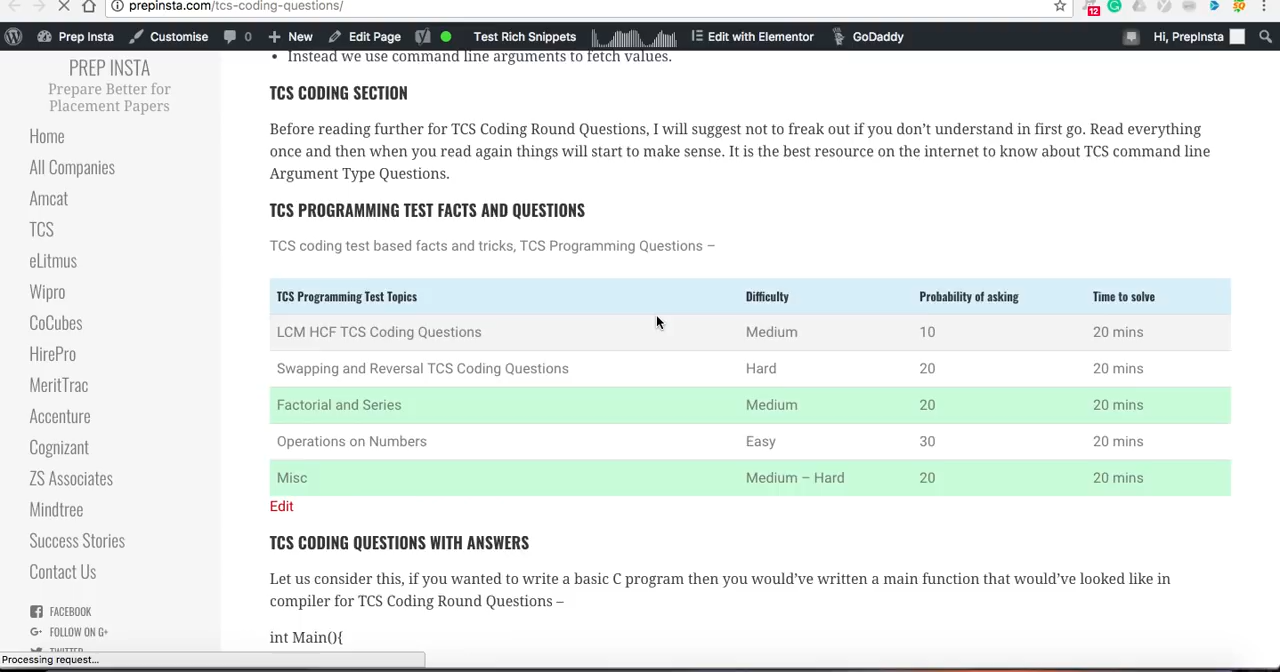 prepinsta.com/tcs-coding-questions/
12
Prep Insta
Customise
0
New
Edit Page
Test Rich Snippets
Edit with Elementor
GoDaddy
Hi, PrepInsta
PREP INSTA
Prepare Better for
Placement Papers
Home
All Companies
Amcat
TCS
eLitmus
Wipro
CoCubes
HirePro
MeritTrac
Accenture
Cognizant
ZS Associates
Mindtree
Success Stories
Contact Us
FACEBOOK
FOLLOW ON G+
TWITTER
• Instead we use command line arguments to fetch values.
TCS CODING SECTION
Before reading further for TCS Coding Round Questions, I will suggest not to freak out if you don’t understand in first go. Read everything
once and then when you read again things will start to make sense. It is the best resource on the internet to know about TCS command line
Argument Type Questions.
TCS PROGRAMMING TEST FACTS AND QUESTIONS
TCS coding test based facts and tricks, TCS Programming Questions –
TCS Programming Test Topics Difficulty Probability of asking Time to solve
LCM HCF TCS Coding Questions Medium 10 20 mins
Swapping and Reversal TCS Coding Questions Hard 20 20 mins
Factorial and Series Medium 20 20 mins
Operations on Numbers Easy 30 20 mins
Misc Medium – Hard 20 20 mins
Edit
TCS CODING QUESTIONS WITH ANSWERS
Let us consider this, if you wanted to write a basic C program then you would’ve written a main function that would’ve looked like in
compiler for TCS Coding Round Questions –
int Main(){
Processing request...